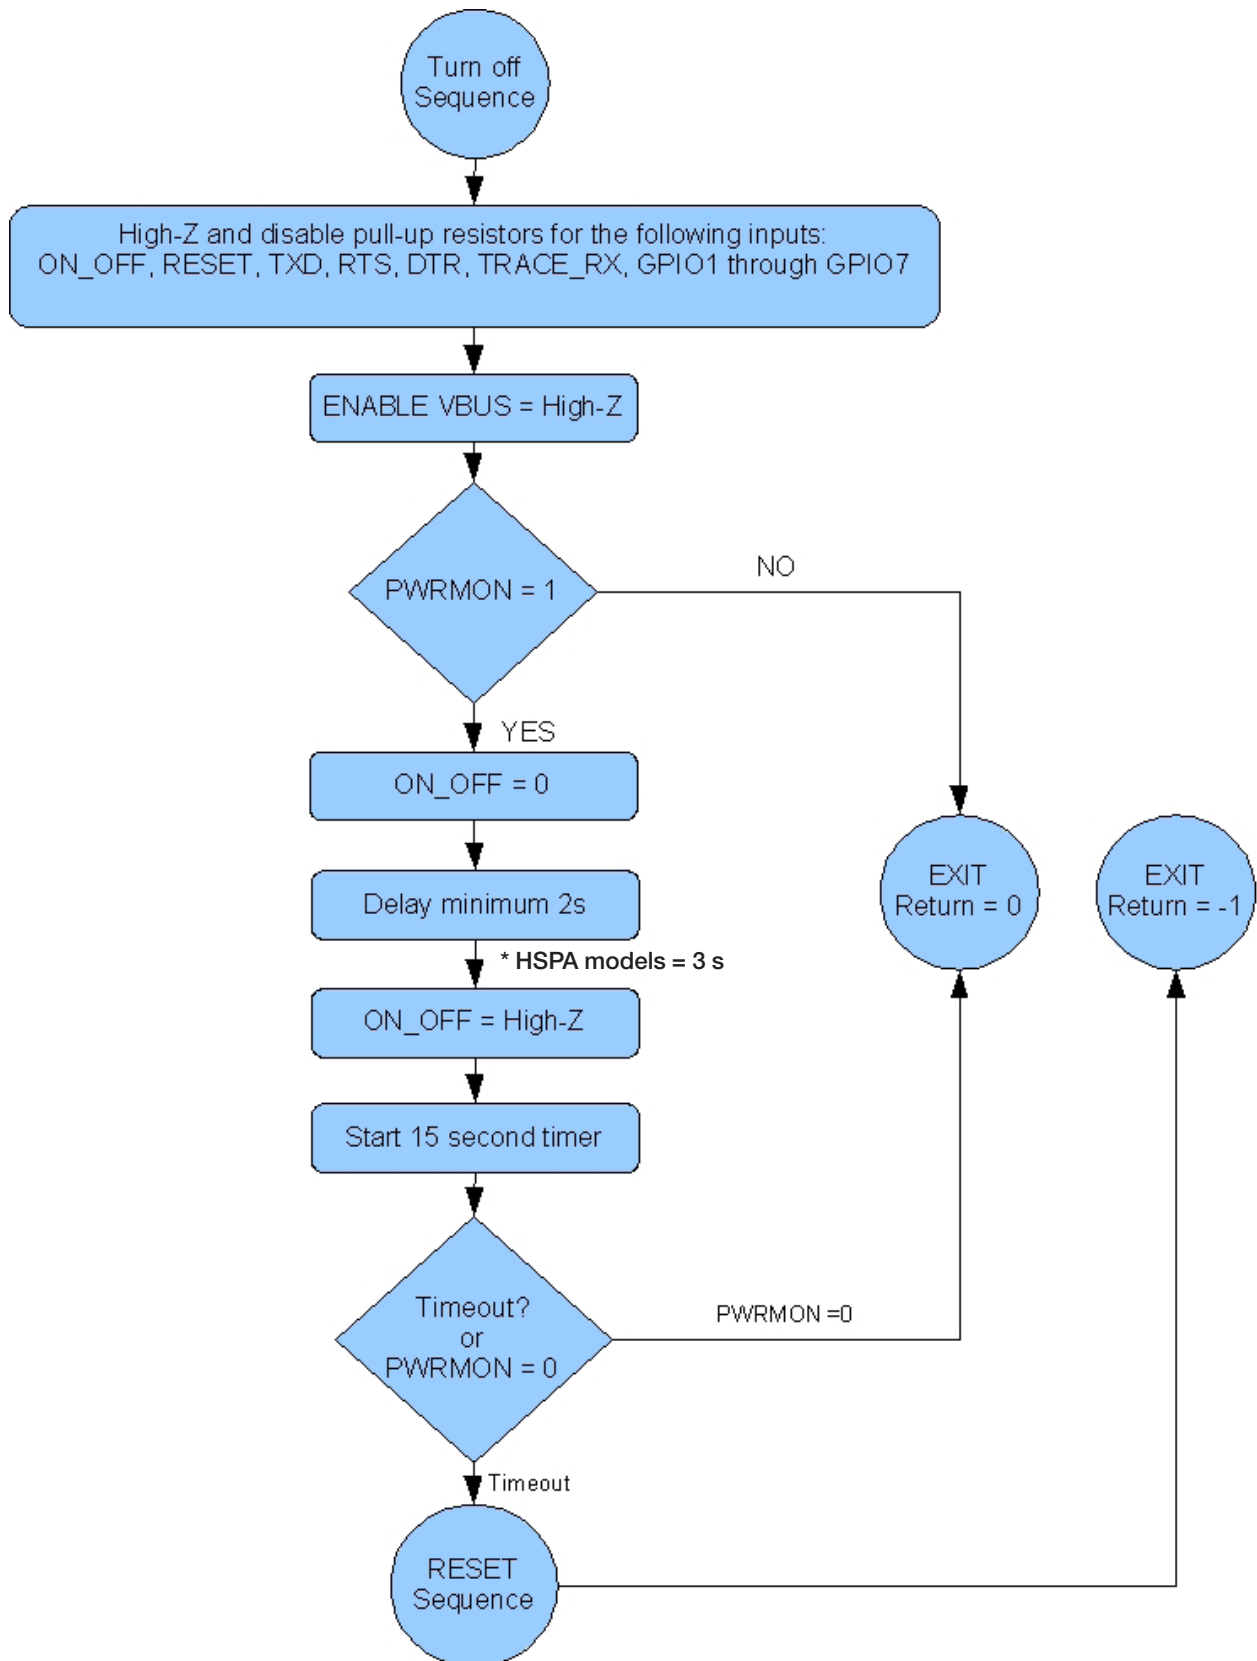 Turn off
Sequence
High-Z and disable pull-up resistors for the following inputs:
ON_OFF, RESET, TXD, RTS, DTR, TRACE_RX, GPIO1 through GPIO7
ENABLE VBUS = High-Z
PWRMON = 1
NO
YES
ON_OFF = 0
Delay minimum 2s
* HSPA models = 3 s
EXIT
Return = 0
EXIT
Return = -1
ON_OFF = High-Z
Start 15 second timer
Timeout?
or
PWRMON = 0
PWRMON =0
Timeout
RESET
Sequence